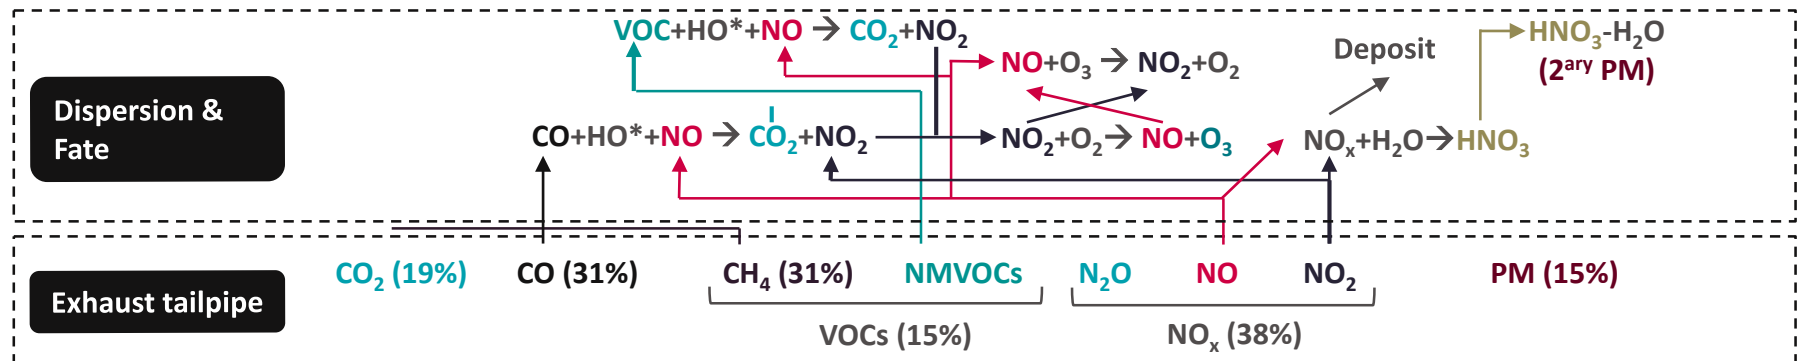 VOC+HO*+NO → CO₂+NO₂
NO+O₃ → NO₂+O₂
Deposit
HNO₃-H₂O
(2ᵃʳʸ PM)
Dispersion &
Fate
CO+HO*+NO → CO₂+NO₂
NO₂+O₂→ NO+O₃
NOₓ+H₂O→HNO₃
Exhaust tailpipe
CO₂ (19%)
CO (31%)
CH₄ (31%)
NMVOCs
N₂O
NO
NO₂
PM (15%)
VOCs (15%)
NOₓ (38%)